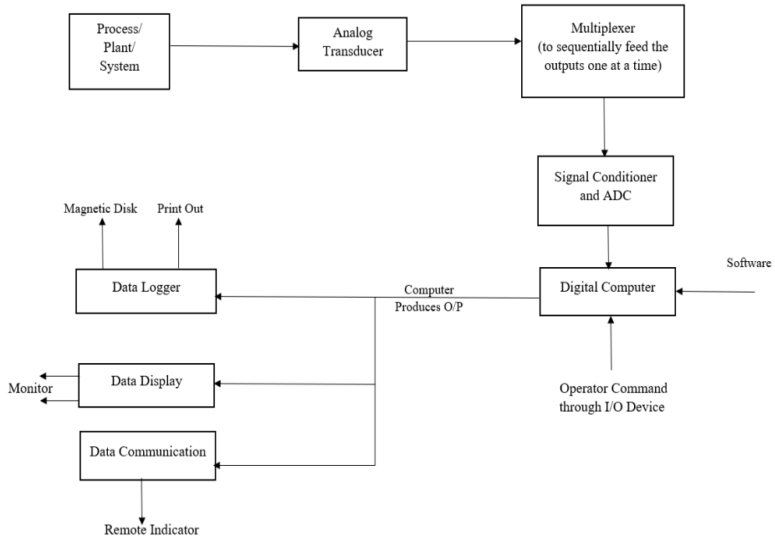 Process/
Plant/
System
Analog
Transducer
Multiplexer
(to sequentially feed the
outputs one at a time)
Signal Conditioner
and ADC
Magnetic Disk
Print Out
Software
Data Logger
Computer
Produces O/P
Digital Computer
Monitor
Data Display
Operator Command
through I/O Device
Data Communication
Remote Indicator